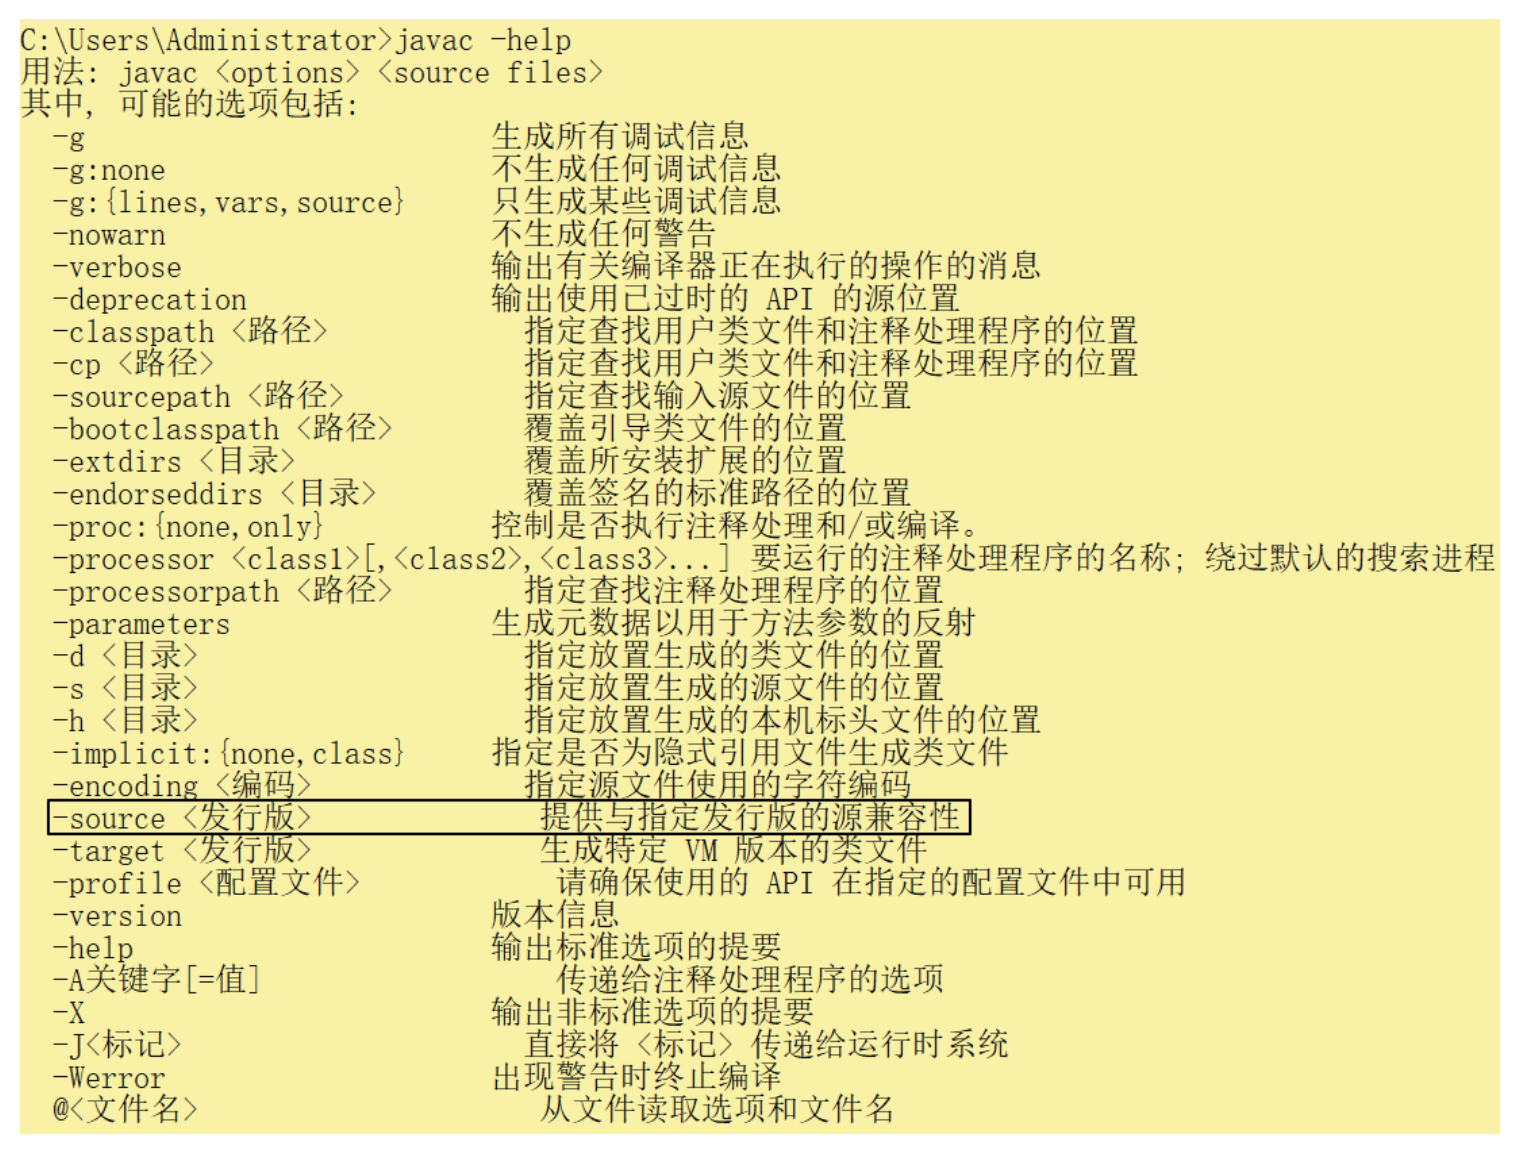 C:\Users\Administrator>javac -help
用法: javac <options> <source files>
其中, 可能的选项包括:
-g 生成所有调试信息
-g:none 不生成任何调试信息
-g:{lines,vars,source} 只生成某些调试信息
-nowarn 不生成任何警告
-verbose 输出有关编译器正在执行的操作的消息
-deprecation 输出使用已过时的 API 的源位置
-classpath <路径> 指定查找用户类文件和注释处理程序的位置
-cp <路径> 指定查找用户类文件和注释处理程序的位置
-sourcepath <路径> 指定查找输入源文件的位置
-bootclasspath <路径> 覆盖引导类文件的位置
-extdirs <目录> 覆盖所安装扩展的位置
-endorseddirs <目录> 覆盖签名的标准路径的位置
-proc:{none,only} 控制是否执行注释处理和/或编译。
-processor <class1>[,<class2>,<class3>...] 要运行的注释处理程序的名称; 绕过默认的搜索进程
-processorpath <路径> 指定查找注释处理程序的位置
-parameters 生成元数据以用于方法参数的反射
-d <目录> 指定放置生成的类文件的位置
-s <目录> 指定放置生成的源文件的位置
-h <目录> 指定放置生成的本机标头文件的位置
-implicit:{none,class} 指定是否为隐式引用文件生成类文件
-encoding <编码> 指定源文件使用的字符编码
-source <发行版> 提供与指定发行版的源兼容性
-target <发行版> 生成特定 VM 版本的类文件
-profile <配置文件> 请确保使用的 API 在指定的配置文件中可用
-version 版本信息
-help 输出标准选项的提要
-A关键字[=值] 传递给注释处理程序的选项
-X 输出非标准选项的提要
-J<标记> 直接将 <标记> 传递给运行时系统
-Werror 出现警告时终止编译
@<文件名> 从文件读取选项和文件名